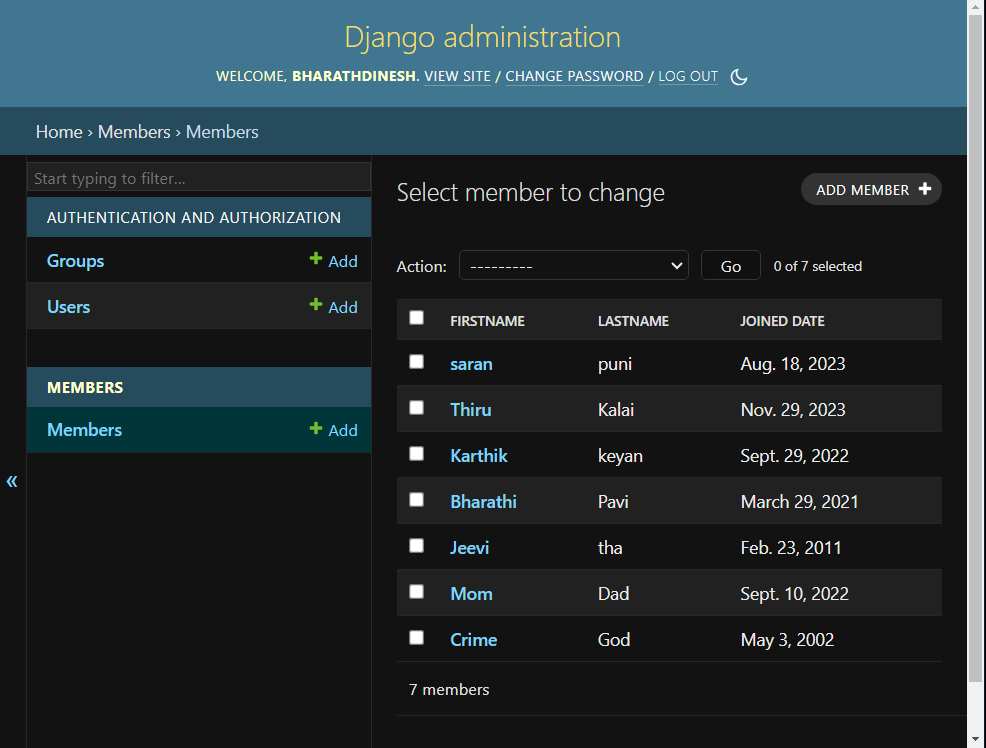 Django administration
WELCOME, BHARATHDINESH. VIEW SITE / CHANGE PASSWORD / LOG OUT
Home › Members › Members
Start typing to filter...
AUTHENTICATION AND AUTHORIZATION
Groups + Add
Users + Add
MEMBERS
Members + Add
«
Select member to change
ADD MEMBER +
Action: --------- Go 0 of 7 selected
FIRSTNAME LASTNAME JOINED DATE
saran puni Aug. 18, 2023
Thiru Kalai Nov. 29, 2023
Karthik keyan Sept. 29, 2022
Bharathi Pavi March 29, 2021
Jeevi tha Feb. 23, 2011
Mom Dad Sept. 10, 2022
Crime God May 3, 2002
7 members